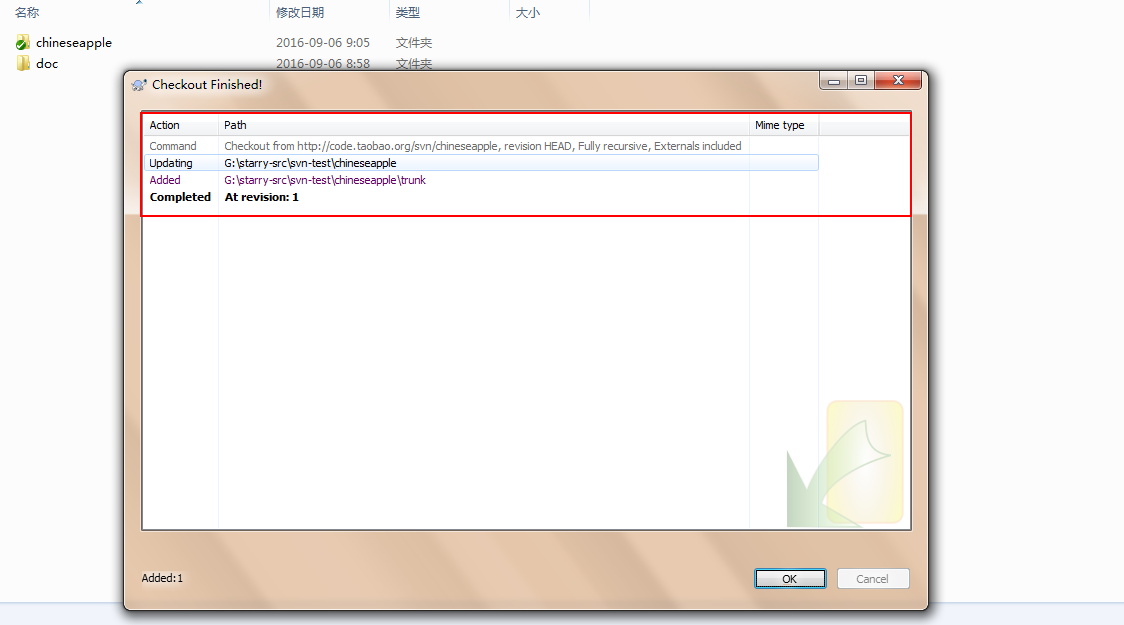 名称 修改日期 类型 大小
chineseapple 2016-09-06 9:05 文件夹
doc 2016-09-06 8:58 文件夹
Checkout Finished!
Action Path Mime type
Command Checkout from http://code.taobao.org/svn/chineseapple, revision HEAD, Fully recursive, Externals included
Updating G:\starry-src\svn-test\chineseapple
Added G:\starry-src\svn-test\chineseapple\trunk
Completed At revision: 1
Added:1 OK Cancel